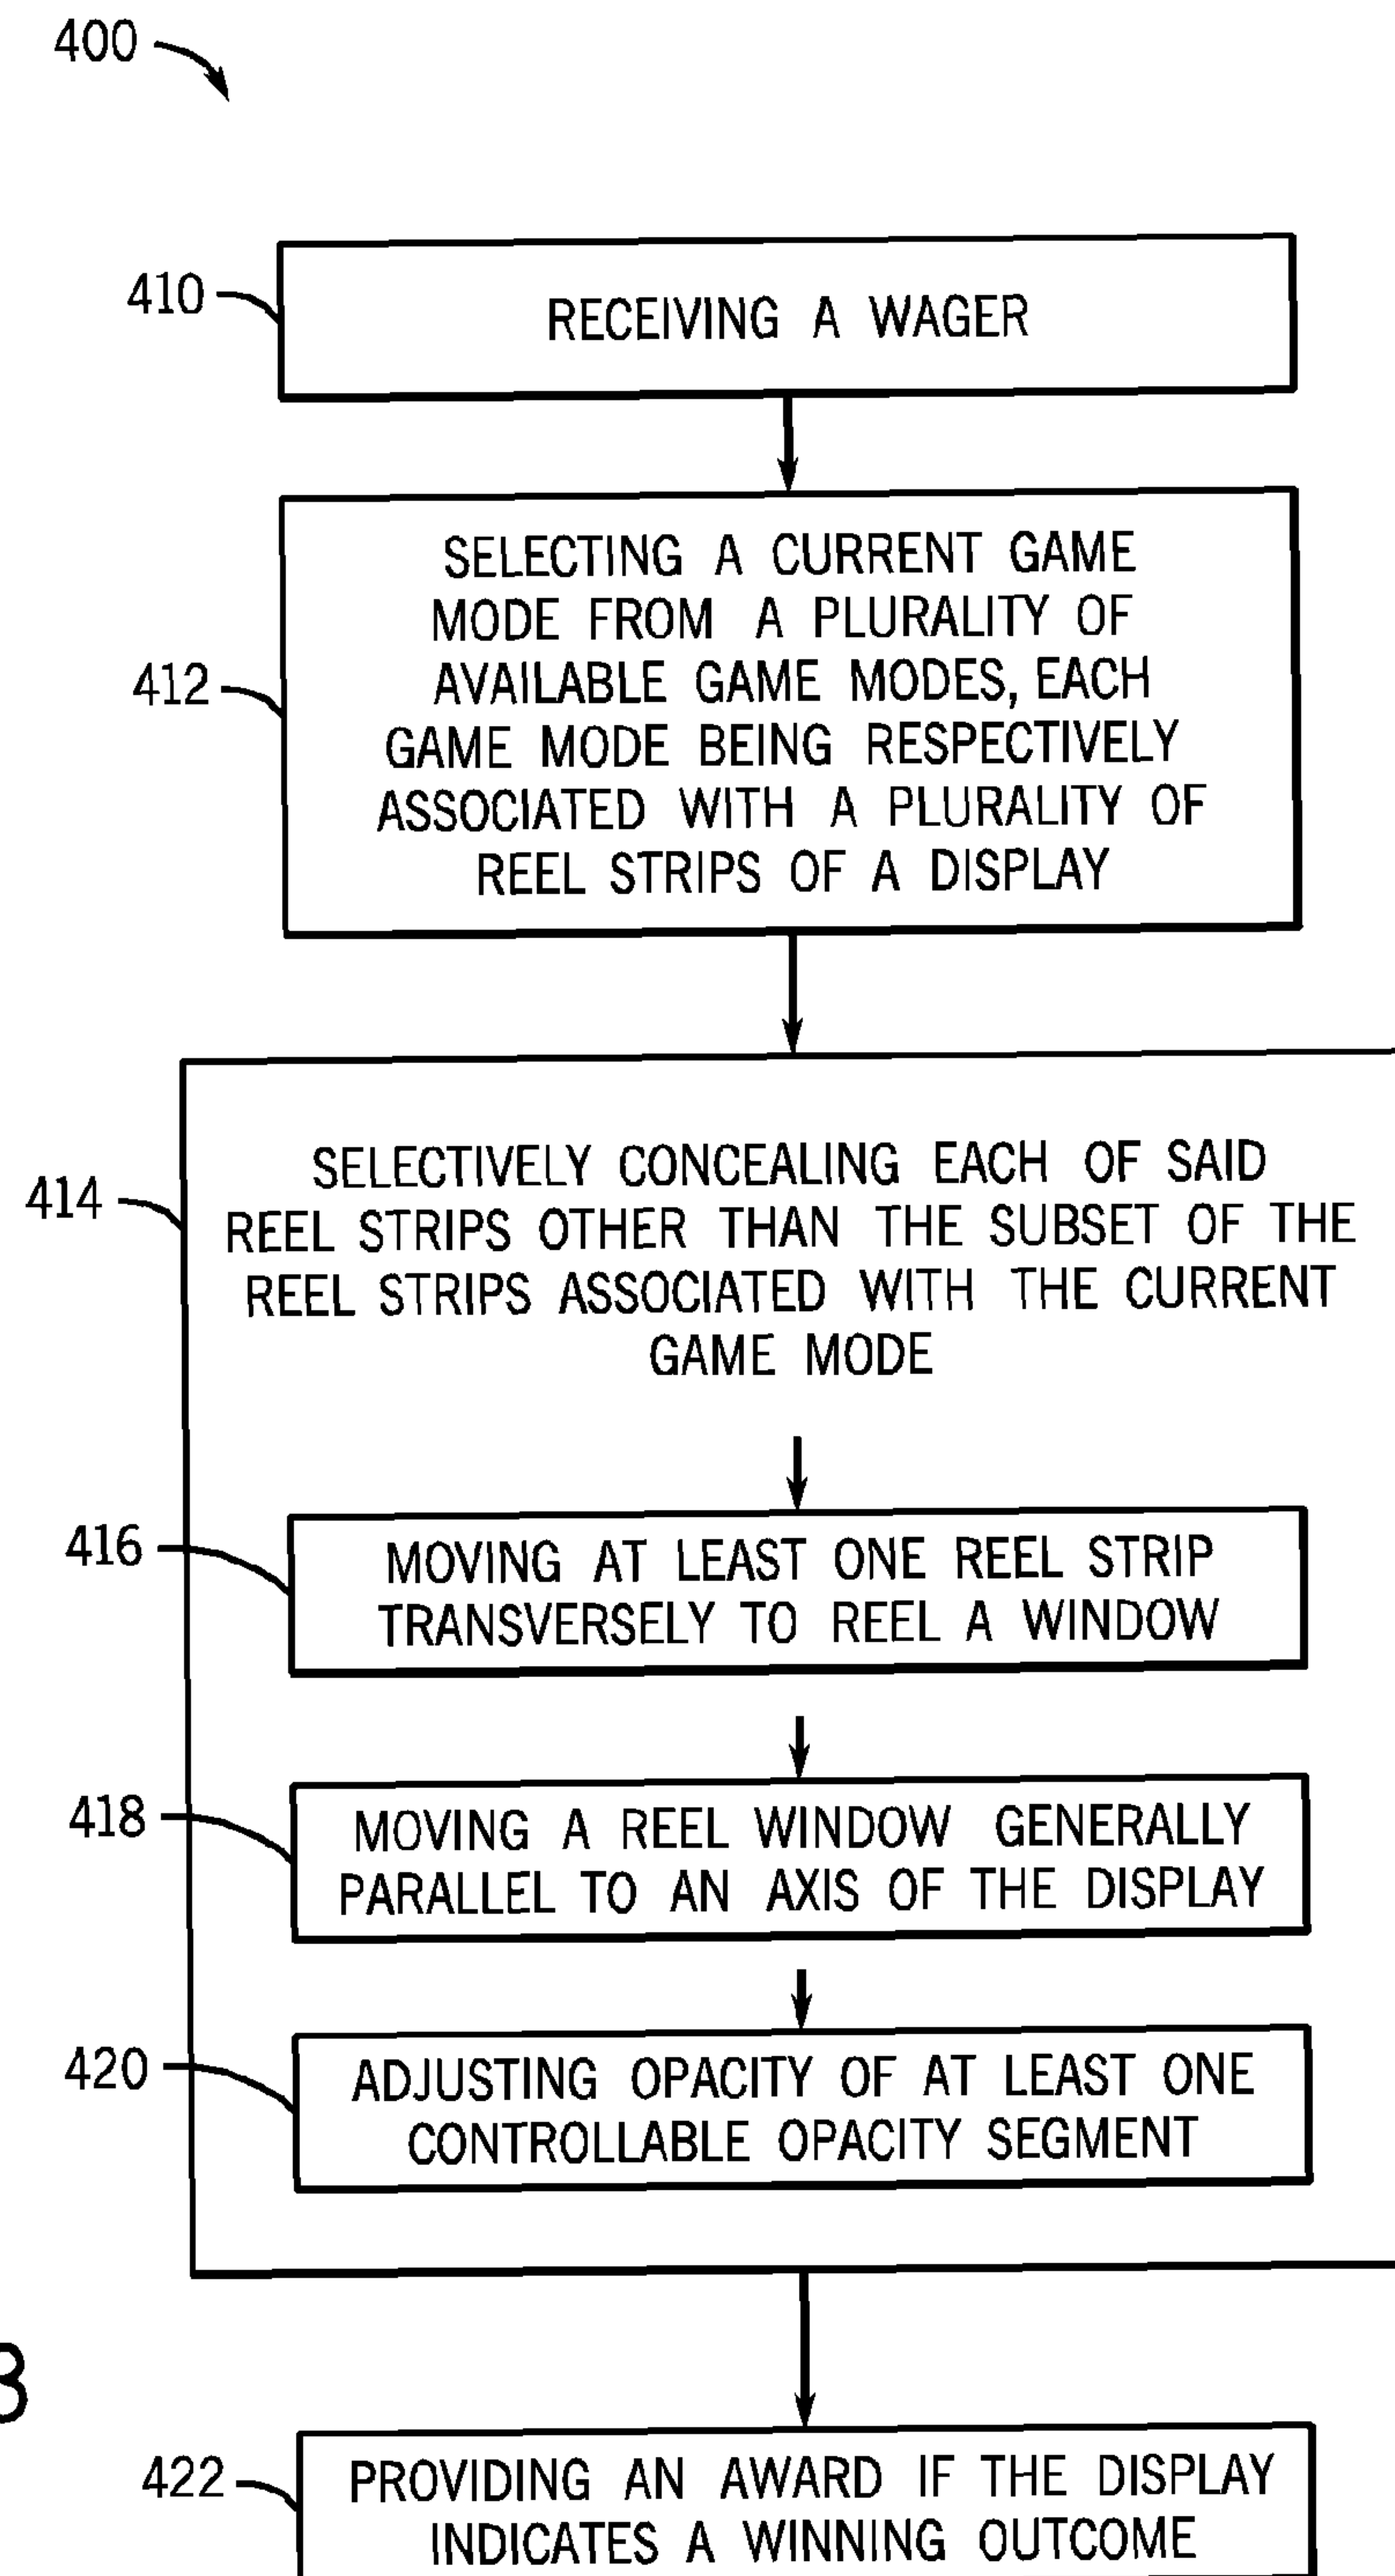 400
410
RECEIVING A WAGER
412
SELECTING A CURRENT GAME
MODE FROM A PLURALITY OF
AVAILABLE GAME MODES, EACH
GAME MODE BEING RESPECTIVELY
ASSOCIATED WITH A PLURALITY OF
REEL STRIPS OF A DISPLAY
414
SELECTIVELY CONCEALING EACH OF SAID
REEL STRIPS OTHER THAN THE SUBSET OF THE
REEL STRIPS ASSOCIATED WITH THE CURRENT
GAME MODE
416
MOVING AT LEAST ONE REEL STRIP
TRANSVERSELY TO REEL A WINDOW
418
MOVING A REEL WINDOW GENERALLY
PARALLEL TO AN AXIS OF THE DISPLAY
420
ADJUSTING OPACITY OF AT LEAST ONE
CONTROLLABLE OPACITY SEGMENT
422
PROVIDING AN AWARD IF THE DISPLAY
INDICATES A WINNING OUTCOME